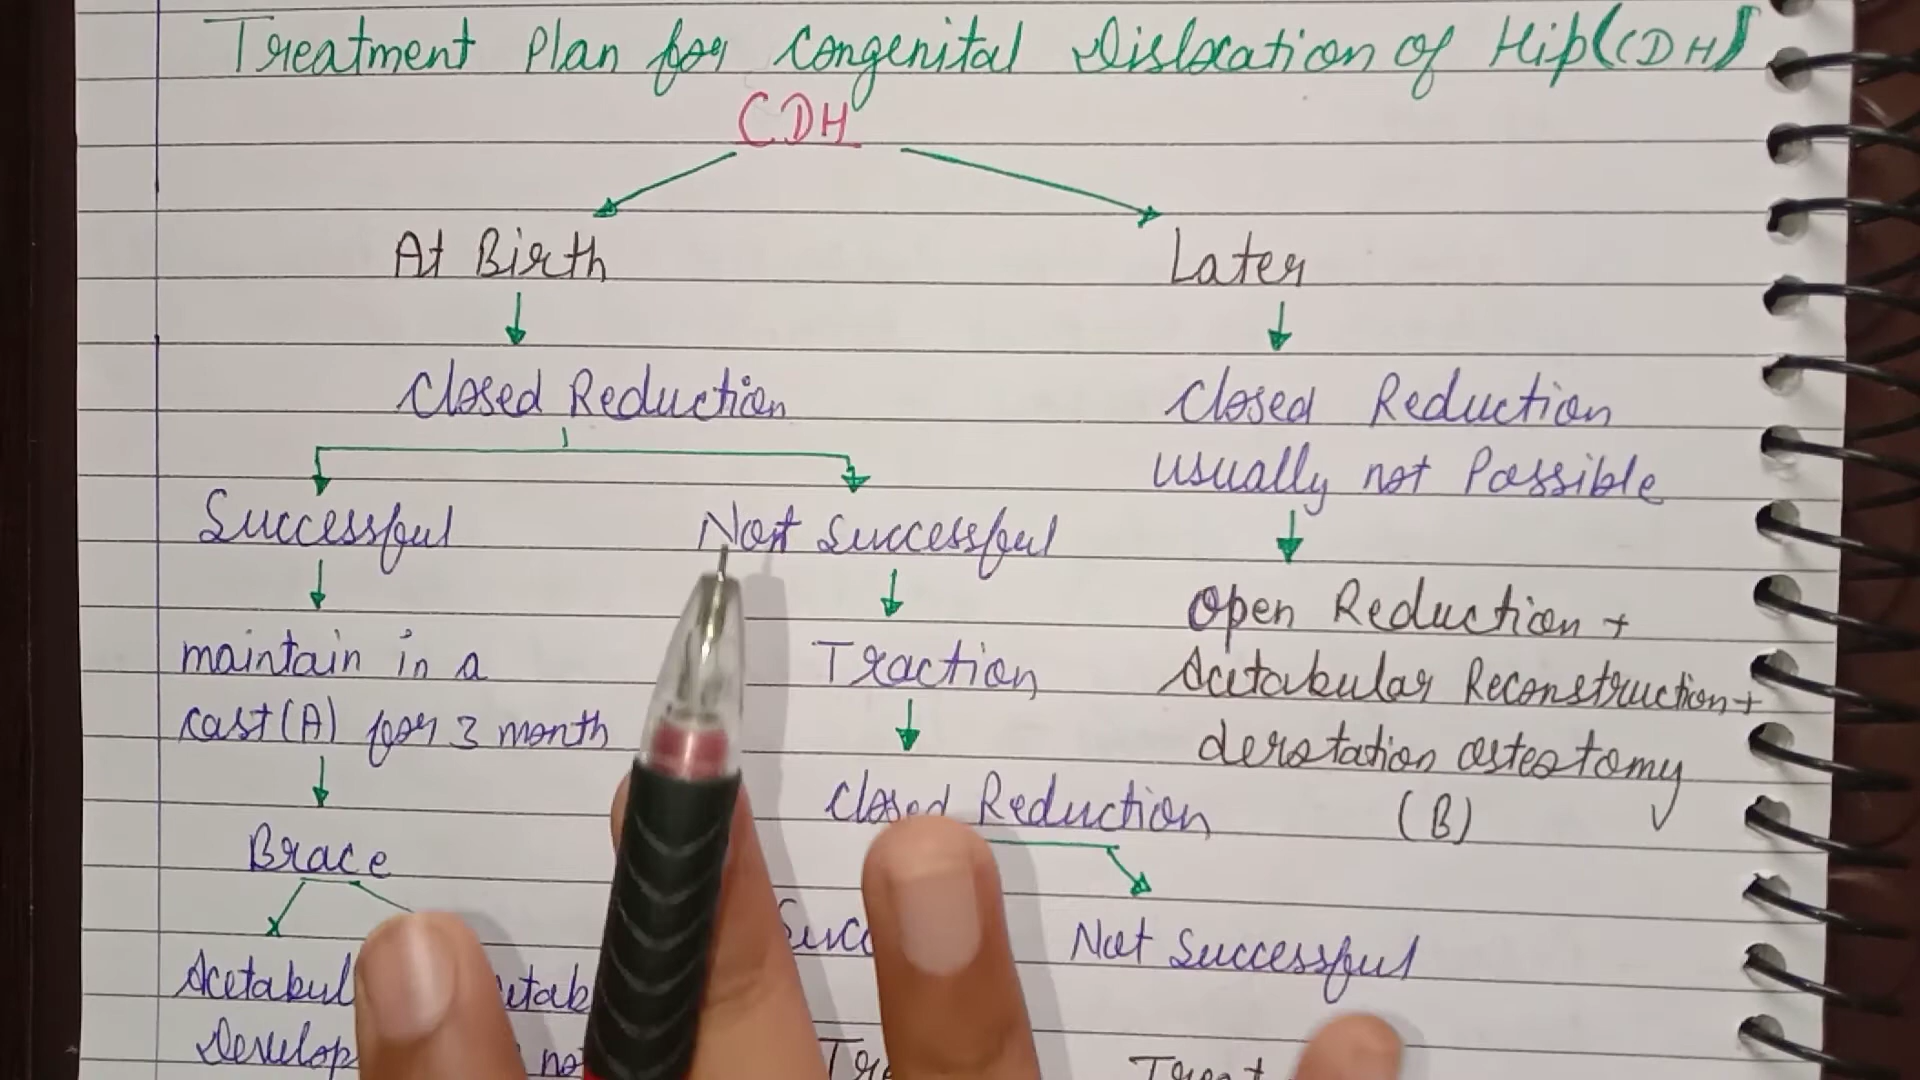 Treatment Plan for Congenital Dislocation of Hip (CDH)
CDH
At Birth
Later
Closed Reduction
Closed Reduction
usually not Possible
Successful
Not Successful
maintain in a
cast (A) for 3 month
Traction
Open Reduction +
Acetabular Reconstruction +
derotation osteotomy
(B)
Closed Reduction
Brace
Not Successful
Acetabul
Develop